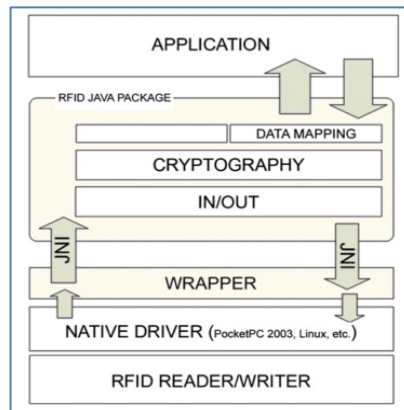 APPLICATION
RFID JAVA PACKAGE
DATA MAPPING
CRYPTOGRAPHY
IN/OUT
JNI
JNI
WRAPPER
NATIVE DRIVER (PocketPC 2003, Linux, etc.)
RFID READER/WRITER